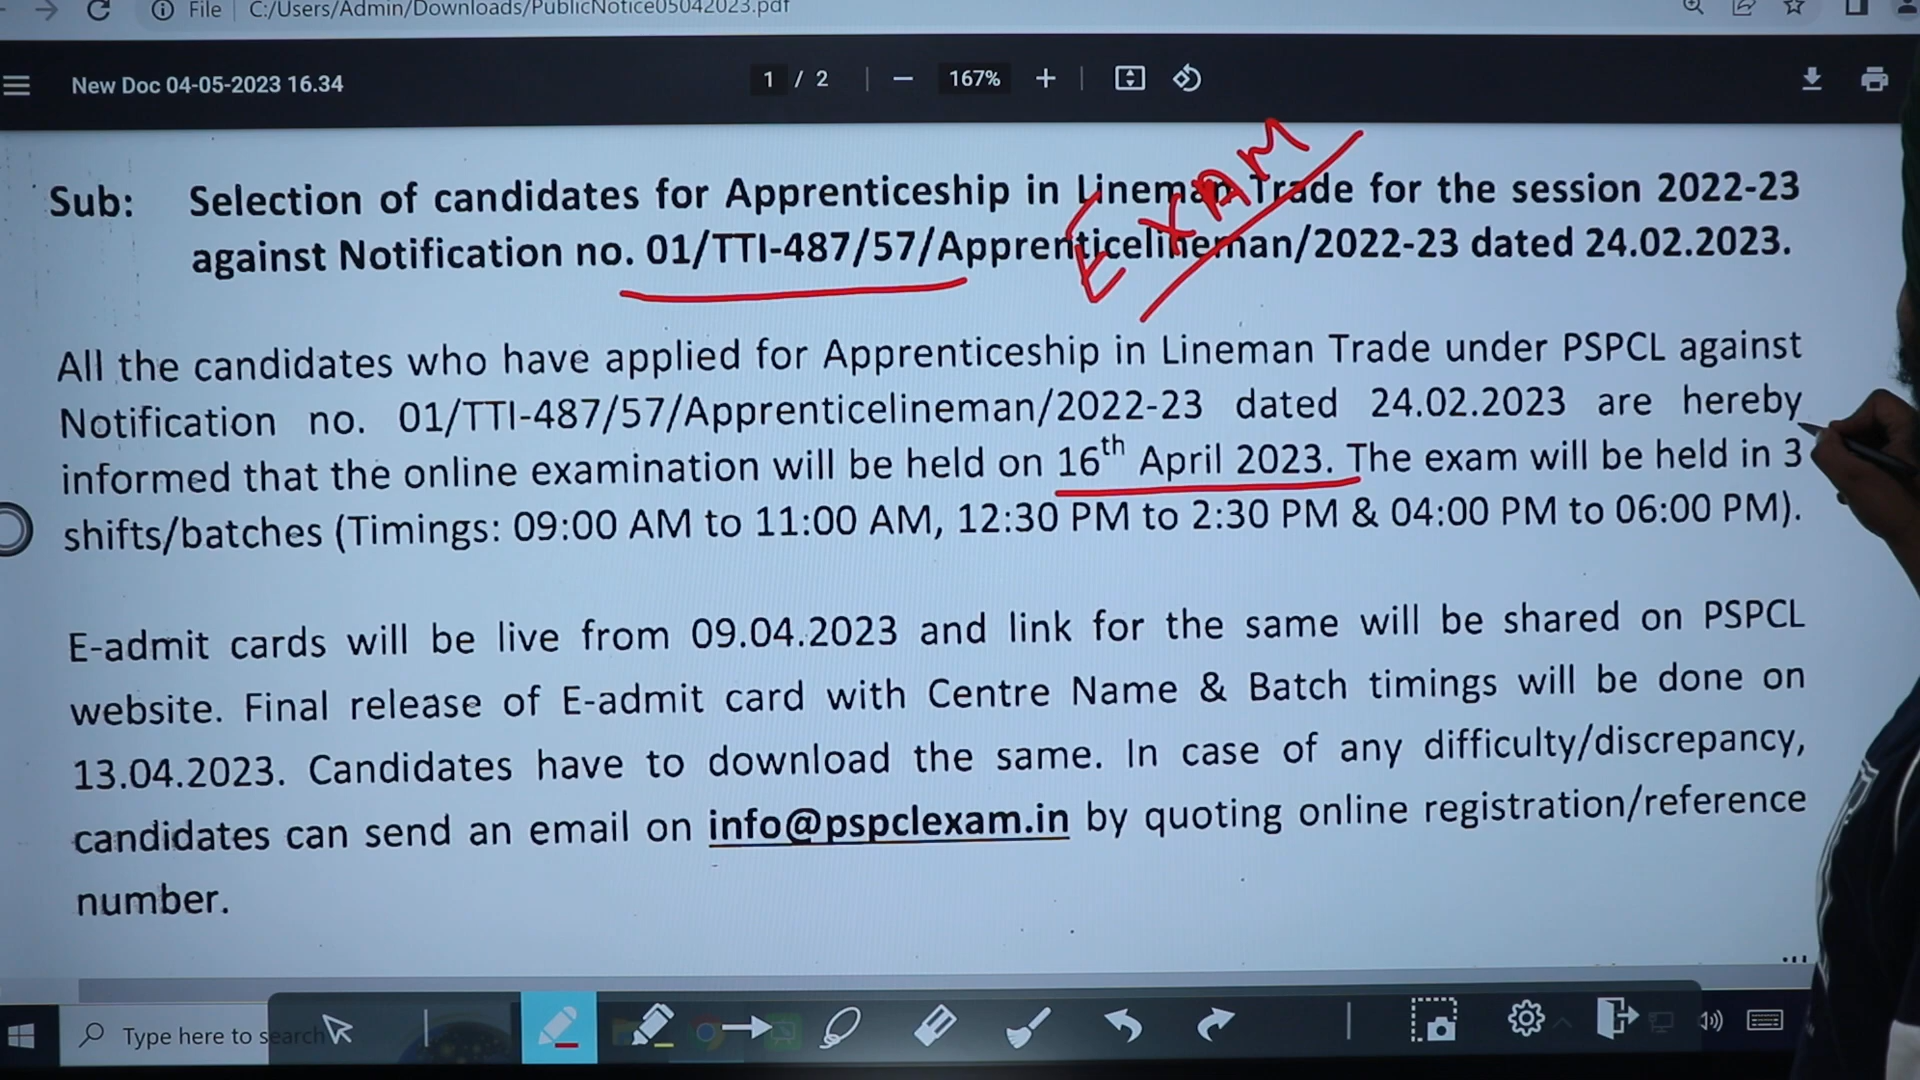 File | C:/Users/Admin/Downloads/PublicNotice05042023.pdf
New Doc 04-05-2023 16.34
1 / 2
167%
EXAM
Sub: Selection of candidates for Apprenticeship in Lineman Trade for the session 2022-23
against Notification no. 01/TTI-487/57/Apprenticelineman/2022-23 dated 24.02.2023.
All the candidates who have applied for Apprenticeship in Lineman Trade under PSPCL against
Notification no. 01/TTI-487/57/Apprenticelineman/2022-23 dated 24.02.2023 are hereby
informed that the online examination will be held on 16th April 2023. The exam will be held in 3
shifts/batches (Timings: 09:00 AM to 11:00 AM, 12:30 PM to 2:30 PM & 04:00 PM to 06:00 PM).
E-admit cards will be live from 09.04.2023 and link for the same will be shared on PSPCL
website. Final release of E-admit card with Centre Name & Batch timings will be done on
13.04.2023. Candidates have to download the same. In case of any difficulty/discrepancy,
candidates can send an email on info@pspclexam.in by quoting online registration/reference
number.
Type here to search